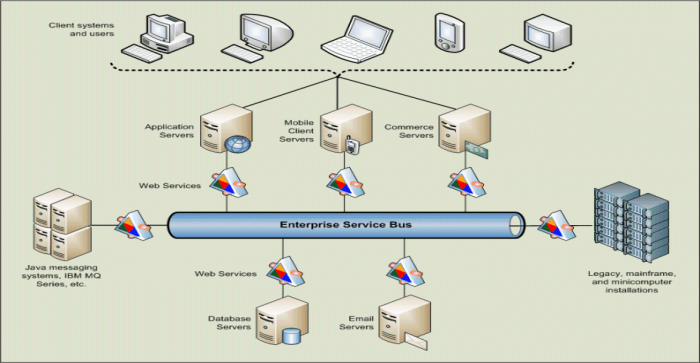 Client systems
and users
Application
Servers
Mobile
Client
Servers
Commerce
Servers
Web Services
Enterprise Service Bus
Java messaging
systems, IBM MQ
Series, etc.
Legacy, mainframe,
and minicomputer
installations
Web Services
Database
Servers
Email
Servers